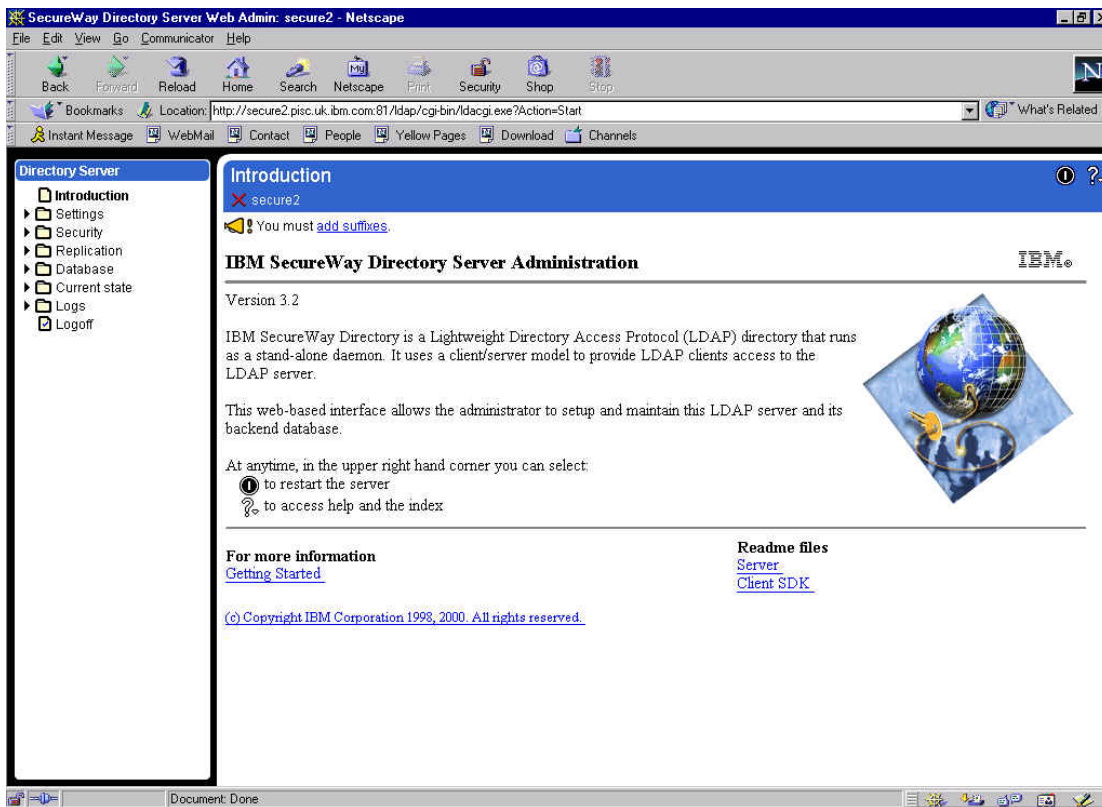 SecureWay Directory Server Web Admin: secure2 - Netscape
File Edit View Go Communicator Help
Back Forward Reload Home Search Netscape Print Security Shop Stop
My
N
Bookmarks Location: http://secure2.pisc.uk.ibm.com:81/ldap/cgi-bin/ldacgi.exe?Action=Start What's Related
Instant Message WebMail Contact People Yellow Pages Download Channels
Directory Server
Introduction
Settings
Security
Replication
Database
Current state
Logs
Logoff
Introduction
secure2
You must add suffixes.
IBM SecureWay Directory Server Administration
IBM®
Version 3.2
IBM SecureWay Directory is a Lightweight Directory Access Protocol (LDAP) directory that runs
as a stand-alone daemon. It uses a client/server model to provide LDAP clients access to the
LDAP server.
This web-based interface allows the administrator to setup and maintain this LDAP server and its
backend database.
At anytime, in the upper right hand corner you can select:
to restart the server
to access help and the index
For more information
Getting Started
Readme files
Server
Client SDK
(c) Copyright IBM Corporation 1998, 2000. All rights reserved.
Document: Done